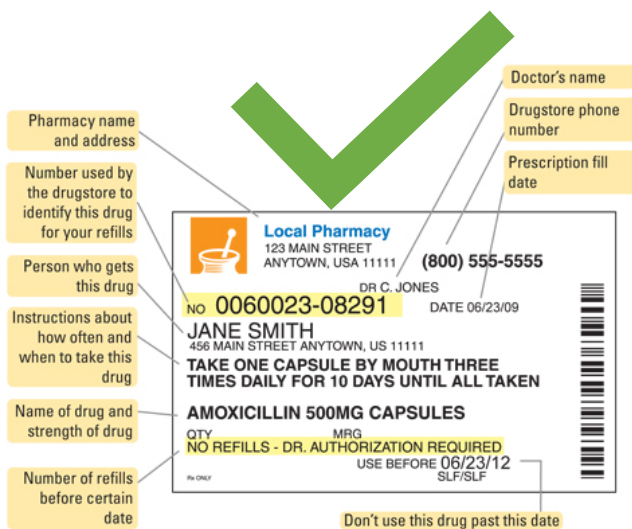 Doctor's name
Drugstore phone
number
Prescription fill
date
Pharmacy name
and address
Number used by
the drugstore to
identify this drug
for your refills
Person who gets
this drug
Instructions about
how often and
when to take this
drug
Name of drug and
strength of drug
Number of refills
before certain
date
Local Pharmacy
123 MAIN STREET
ANYTOWN, USA 11111
(800) 555-5555
DR C. JONES
NO 0060023-08291
DATE 06/23/09
JANE SMITH
456 MAIN STREET ANYTOWN, US 11111
TAKE ONE CAPSULE BY MOUTH THREE
TIMES DAILY FOR 10 DAYS UNTIL ALL TAKEN
AMOXICILLIN 500MG CAPSULES
QTY MRG
NO REFILLS - DR. AUTHORIZATION REQUIRED
USE BEFORE 06/23/12
Rx ONLY SLF/SLF
Don't use this drug past this date